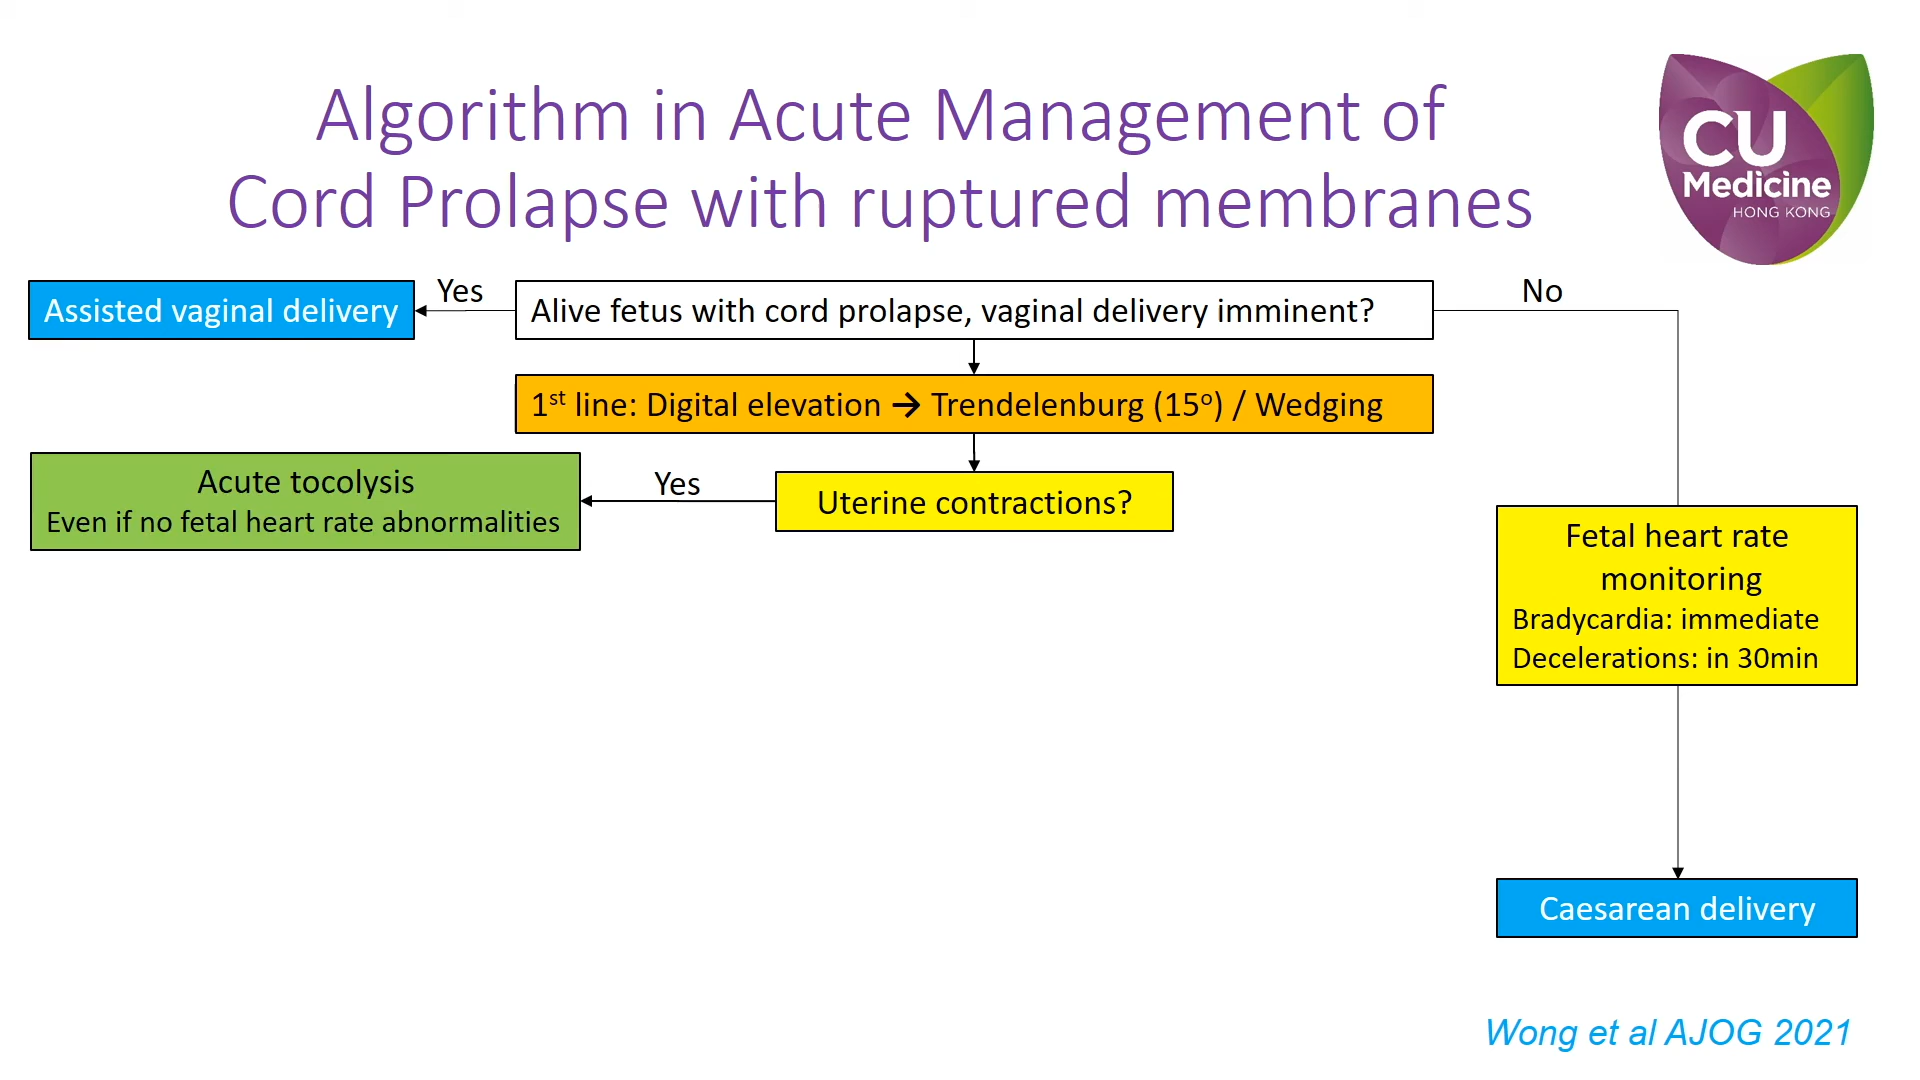 Algorithm in Acute Management of
Cord Prolapse with ruptured membranes
CU
Medicine
HONG KONG
Assisted vaginal delivery
Yes
Alive fetus with cord prolapse, vaginal delivery imminent?
No
1st line: Digital elevation → Trendelenburg (15º) / Wedging
Acute tocolysis
Even if no fetal heart rate abnormalities
Yes
Uterine contractions?
Fetal heart rate
monitoring
Bradycardia: immediate
Decelerations: in 30min
Caesarean delivery
Wong et al AJOG 2021